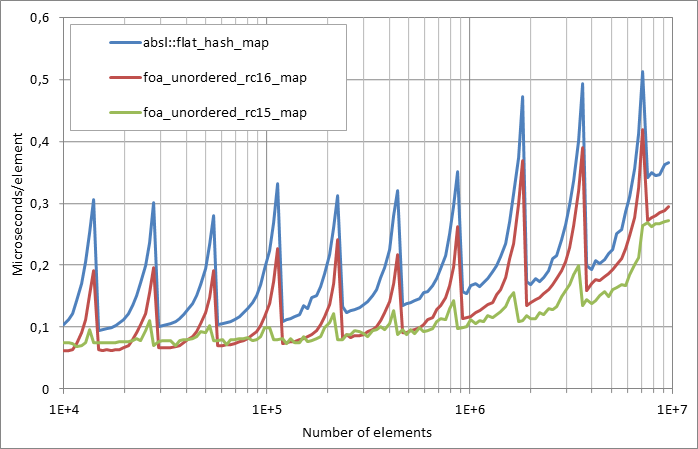 0,6
absl::flat_hash_map
foa_unordered_rc16_map
foa_unordered_rc15_map
0,5
0,4
0,3
0,2
0,1
0
Microseconds/element
1E+4
1E+5
1E+6
1E+7
Number of elements